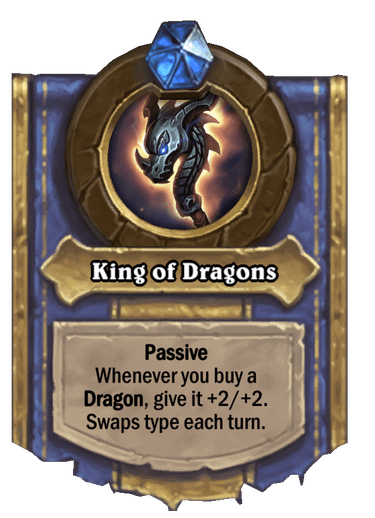 King of Dragons
Passive
Whenever you buy a
Dragon, give it +2/+2.
Swaps type each turn.